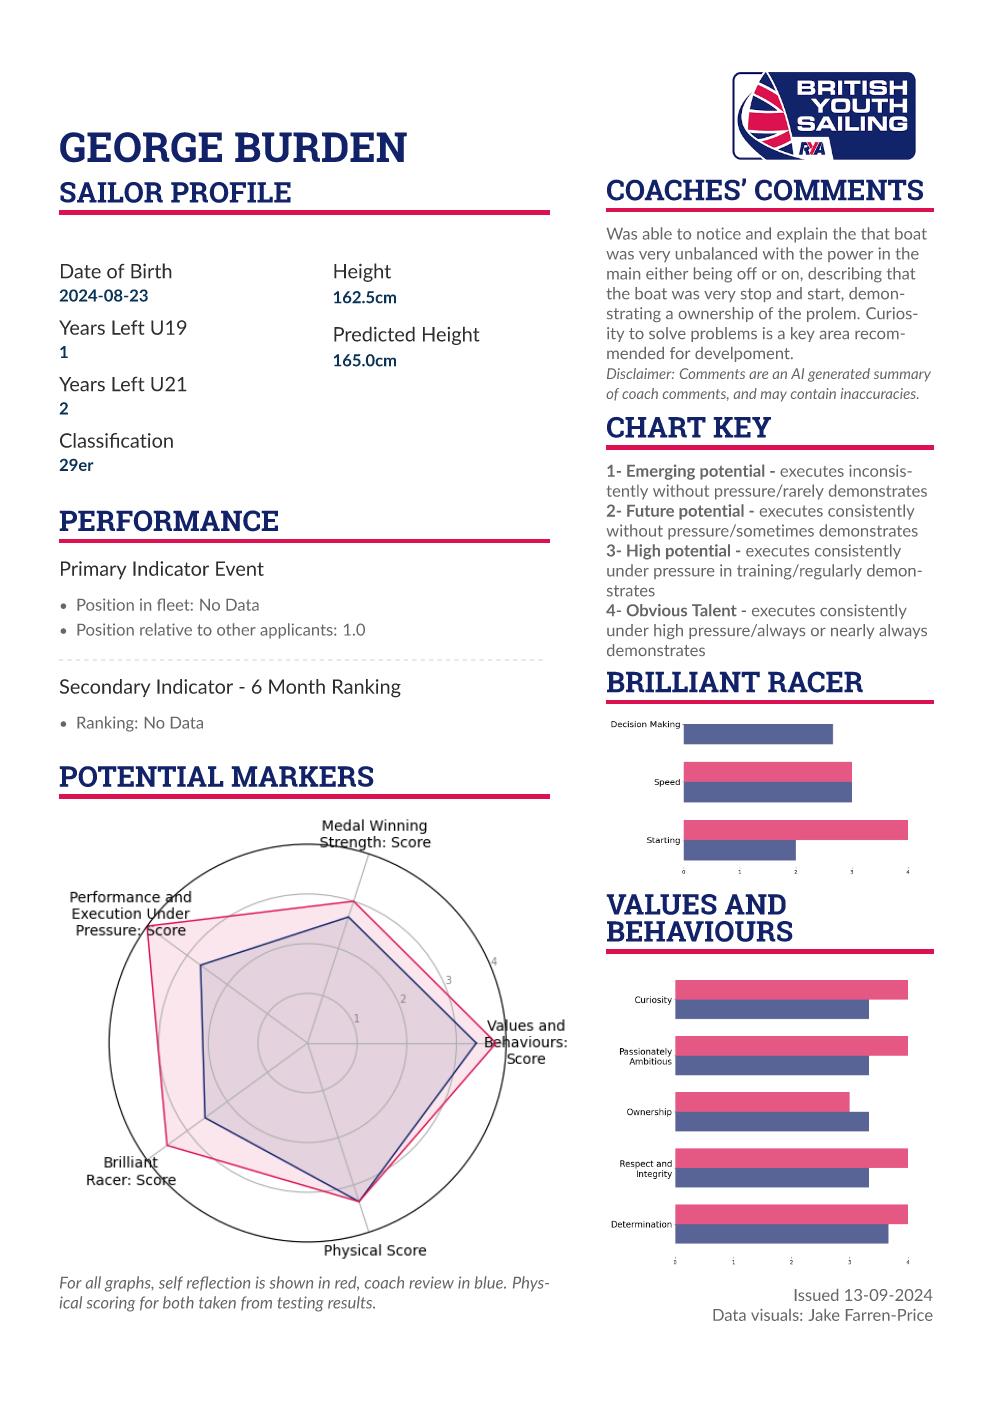 GEORGE BURDEN
SAILOR PROFILE
Date of Birth
2024-08-23
Years Left U19
1
Years Left U21
2
Classification
29er
Height
162.5cm
Predicted Height
165.0cm
PERFORMANCE
Primary Indicator Event
• Position in fleet: No Data
• Position relative to other applicants: 1.0
Secondary Indicator - 6 Month Ranking
• Ranking: No Data
POTENTIAL MARKERS
Medal Winning
Strength: Score
Performance and
Execution Under
Pressure: Score
4
3
2
1
Values and
Behaviours:
Score
Brilliant
Racer: Score
Physical Score
For all graphs, self reflection is shown in red, coach review in blue. Phys-
ical scoring for both taken from testing results.
BRITISH
YOUTH
SAILING
RYA
COACHES' COMMENTS
Was able to notice and explain the that boat
was very unbalanced with the power in the
main either being off or on, describing that
the boat was very stop and start, demon-
strating a ownership of the prolem. Curios-
ity to solve problems is a key area recom-
mended for develpoment.
Disclaimer: Comments are an AI generated summary
of coach comments, and may contain inaccuracies.
CHART KEY
1- Emerging potential - executes inconsis-
tently without pressure/rarely demonstrates
2- Future potential - executes consistently
without pressure/sometimes demonstrates
3- High potential - executes consistently
under pressure in training/regularly demon-
strates
4- Obvious Talent - executes consistently
under high pressure/always or nearly always
demonstrates
BRILLIANT RACER
Decision Making
Speed
Starting
0 1 2 3 4
VALUES AND
BEHAVIOURS
Curiosity
Passionately
Ambitious
Ownership
Respect and
Integrity
Determination
0 1 2 3 4
Issued 13-09-2024
Data visuals: Jake Farren-Price